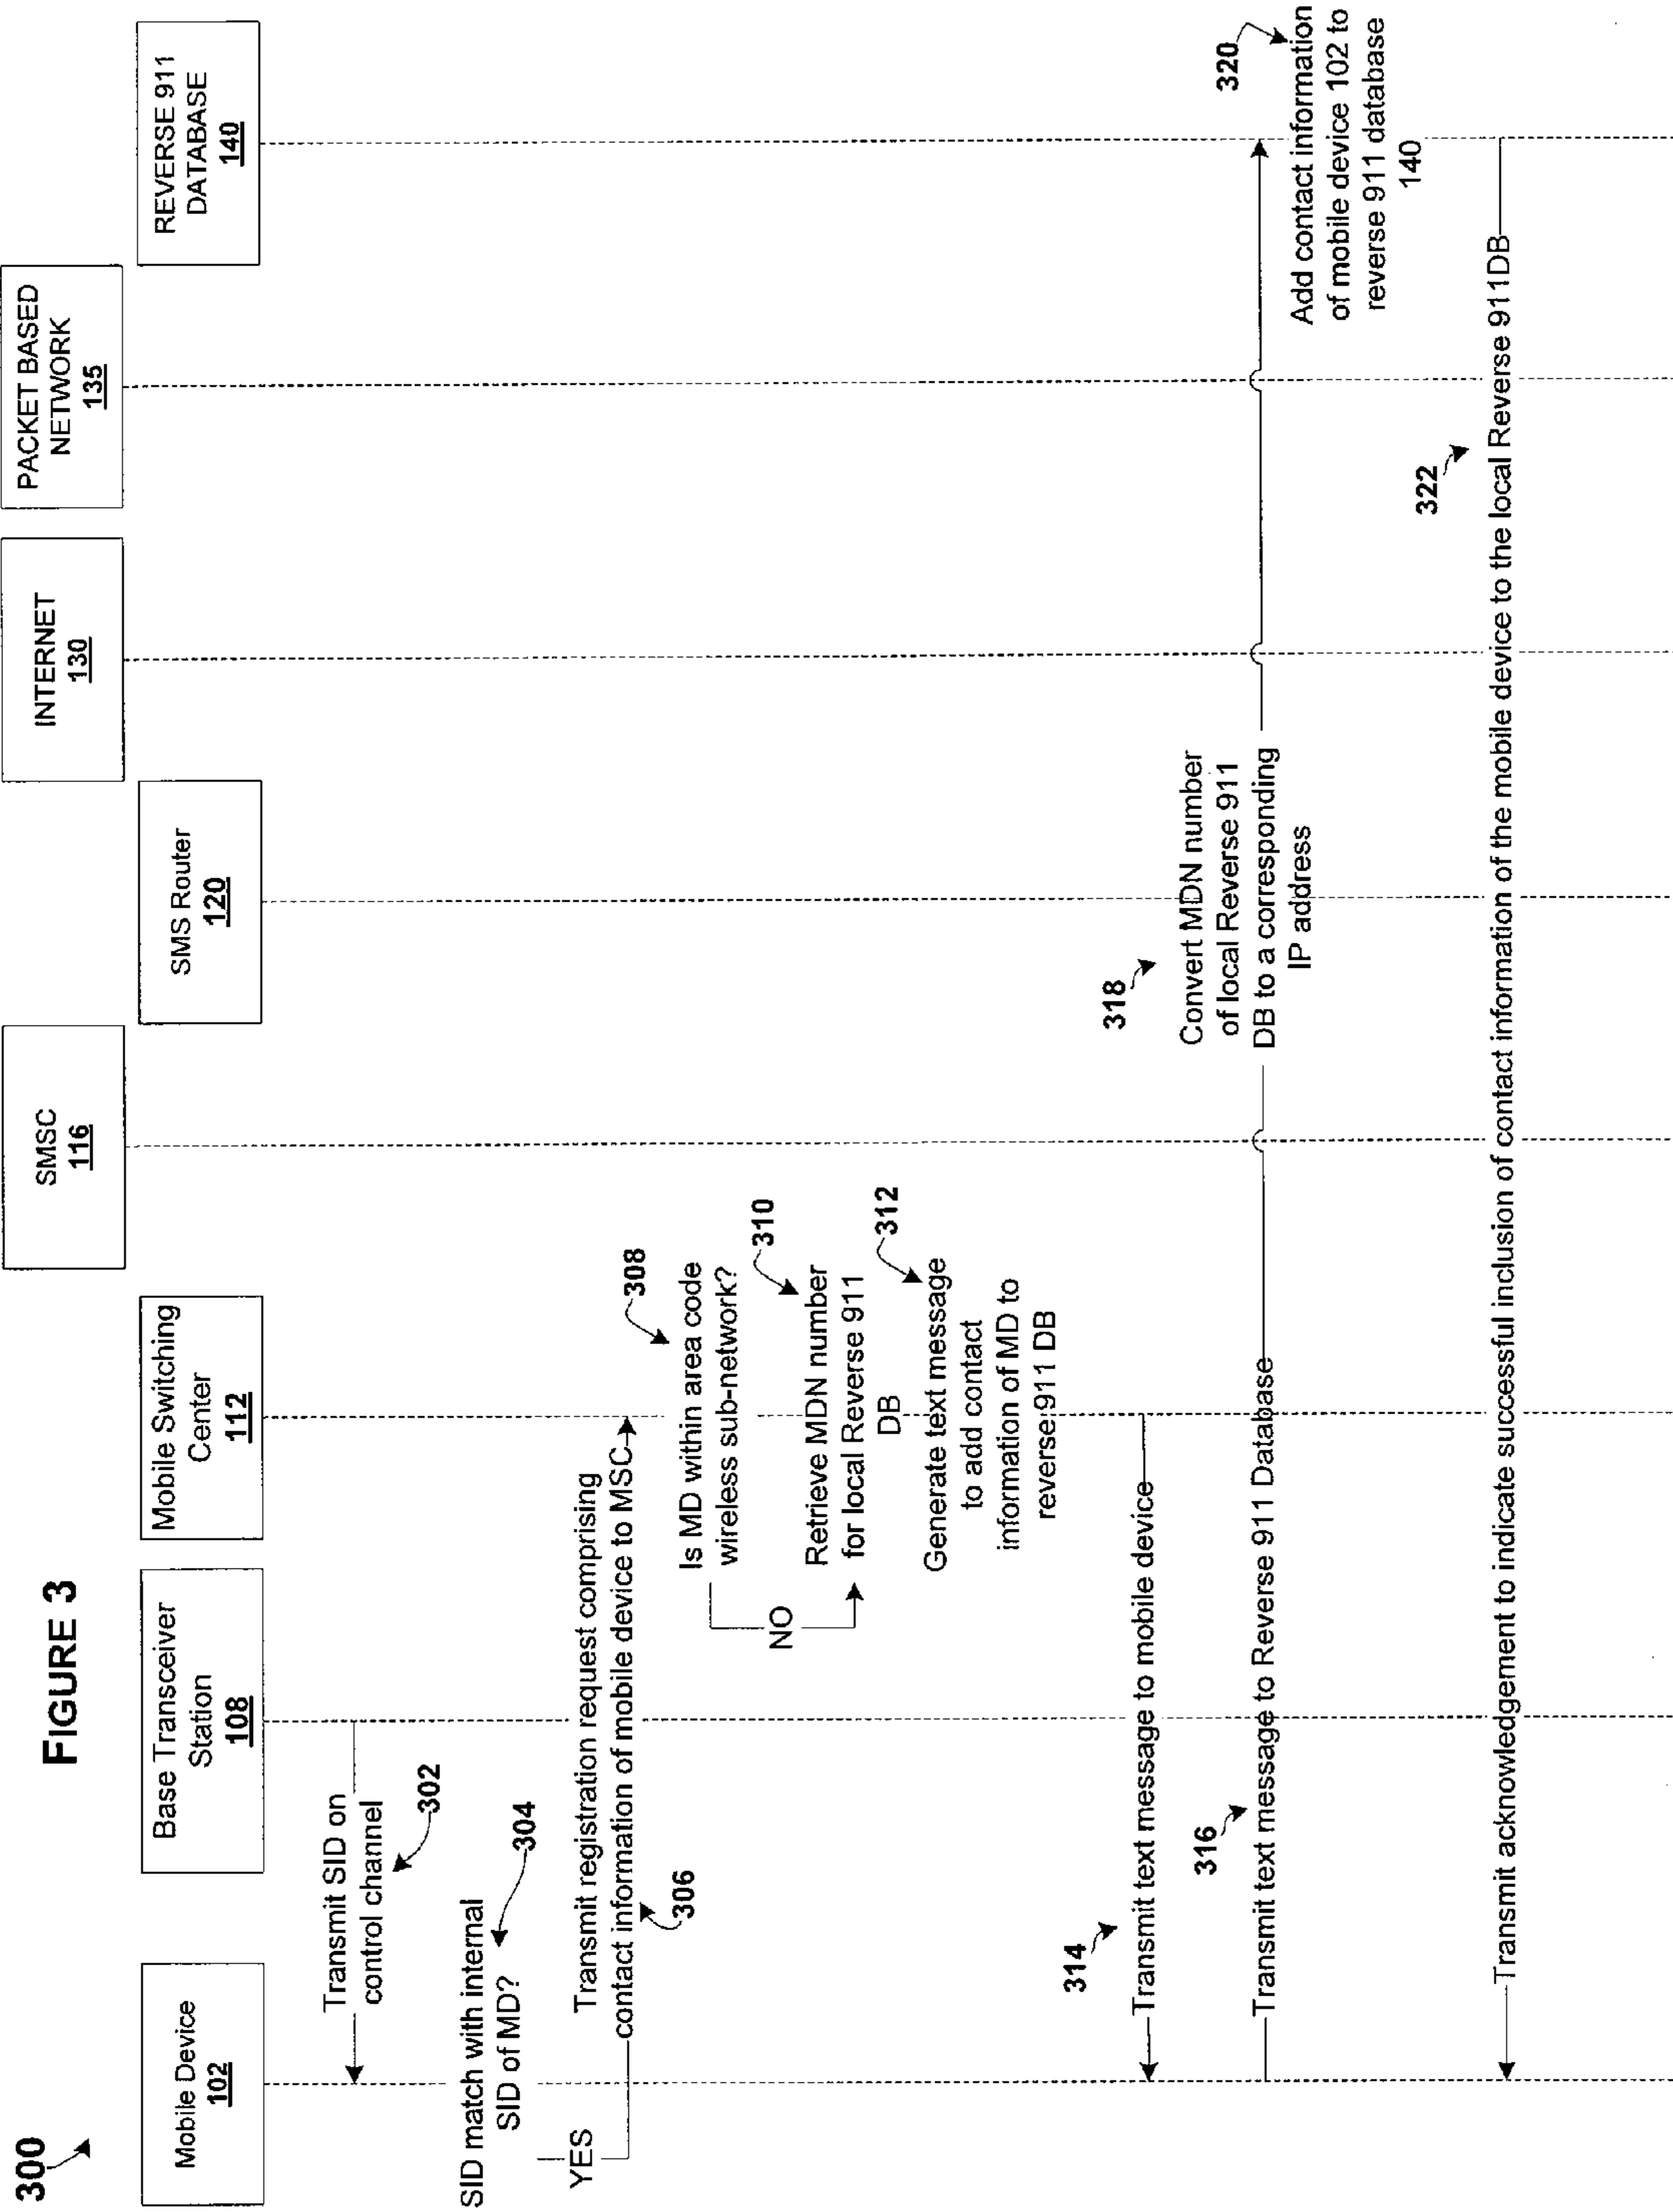 300
FIGURE 3
SMSC
116
INTERNET
130
PACKET BASED
NETWORK
135
Mobile Device
102
Base Transceiver
Station
108
Mobile Switching
Center
112
SMS Router
120
REVERSE 911
DATABASE
140
Transmit SID on
control channel
302
SID match with internal
SID of MD?
304
YES
Transmit registration request comprising
contact information of mobile device to MSC
306
308
Is MD within area code
wireless sub-network?
NO
310
Retrieve MDN number
for local Reverse 911
DB
312
Generate text message
to add contact
information of MD to
reverse 911 DB
314
Transmit text message to mobile device
316
Transmit text message to Reverse 911 Database
318
Convert MDN number
of local Reverse 911
DB to a corresponding
IP address
320
Add contact information
of mobile device 102 to
reverse 911 database
140
322
Transmit acknowledgement to indicate successful inclusion of contact information of the mobile device to the local Reverse 911DB